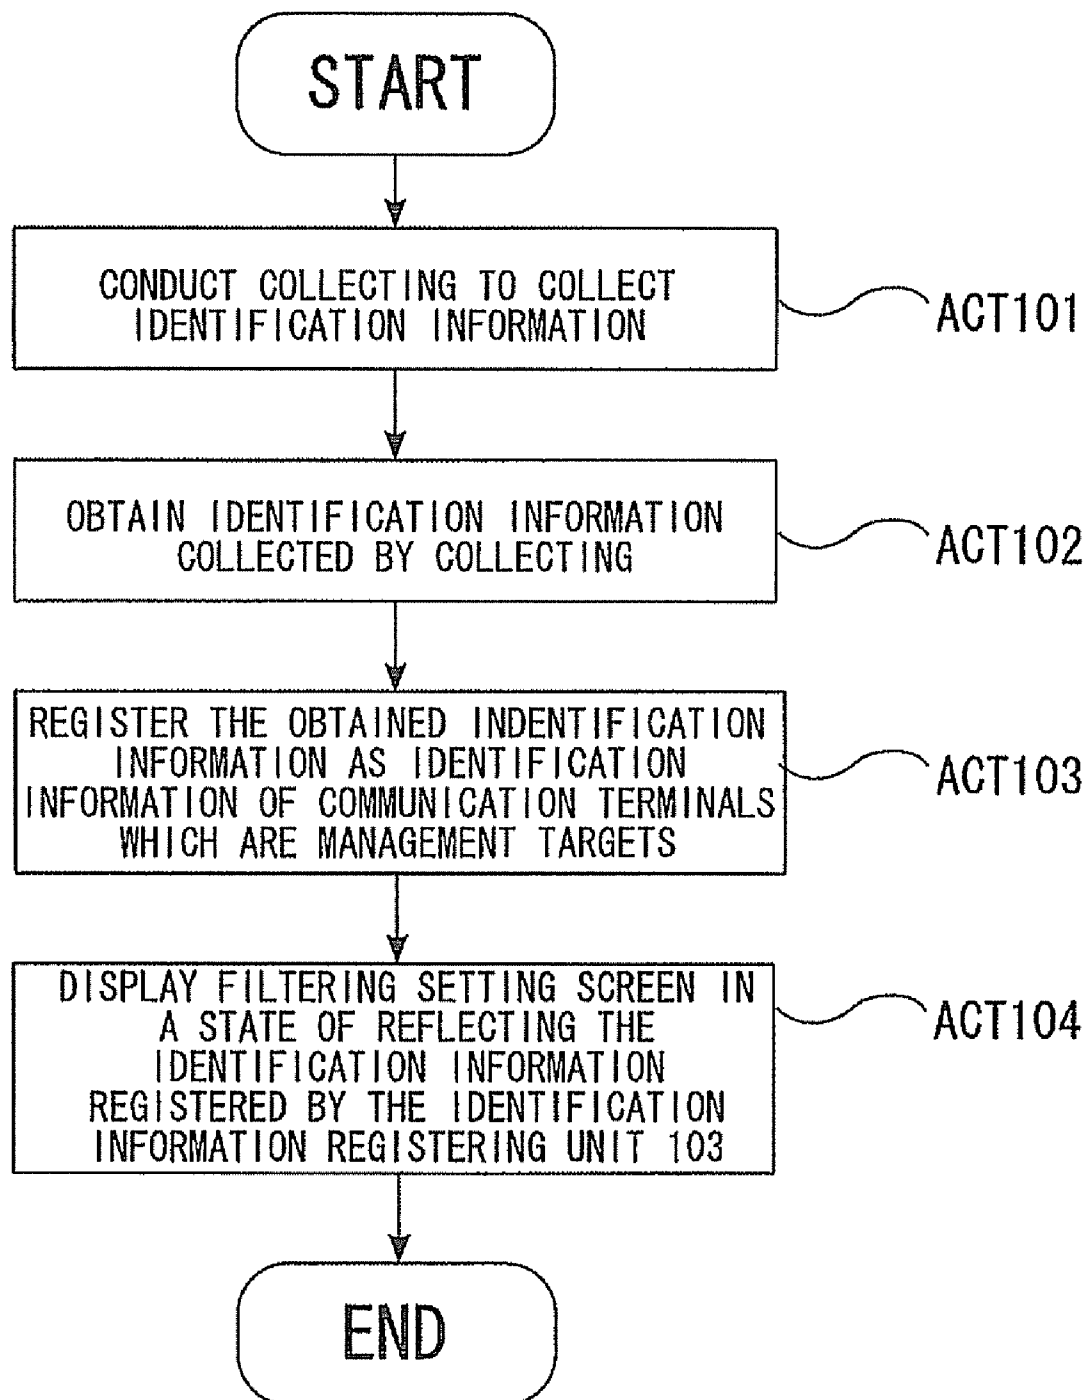 START
CONDUCT COLLECTING TO COLLECT
IDENTIFICATION INFORMATION
ACT101
OBTAIN IDENTIFICATION INFORMATION
COLLECTED BY COLLECTING
ACT102
REGISTER THE OBTAINED INDENTIFICATION
INFORMATION AS IDENTIFICATION
INFORMATION OF COMMUNICATION TERMINALS
WHICH ARE MANAGEMENT TARGETS
ACT103
DISPLAY FILTERING SETTING SCREEN IN
A STATE OF REFLECTING THE
IDENTIFICATION INFORMATION
REGISTERED BY THE IDENTIFICATION
INFORMATION REGISTERING UNIT 103
ACT104
END